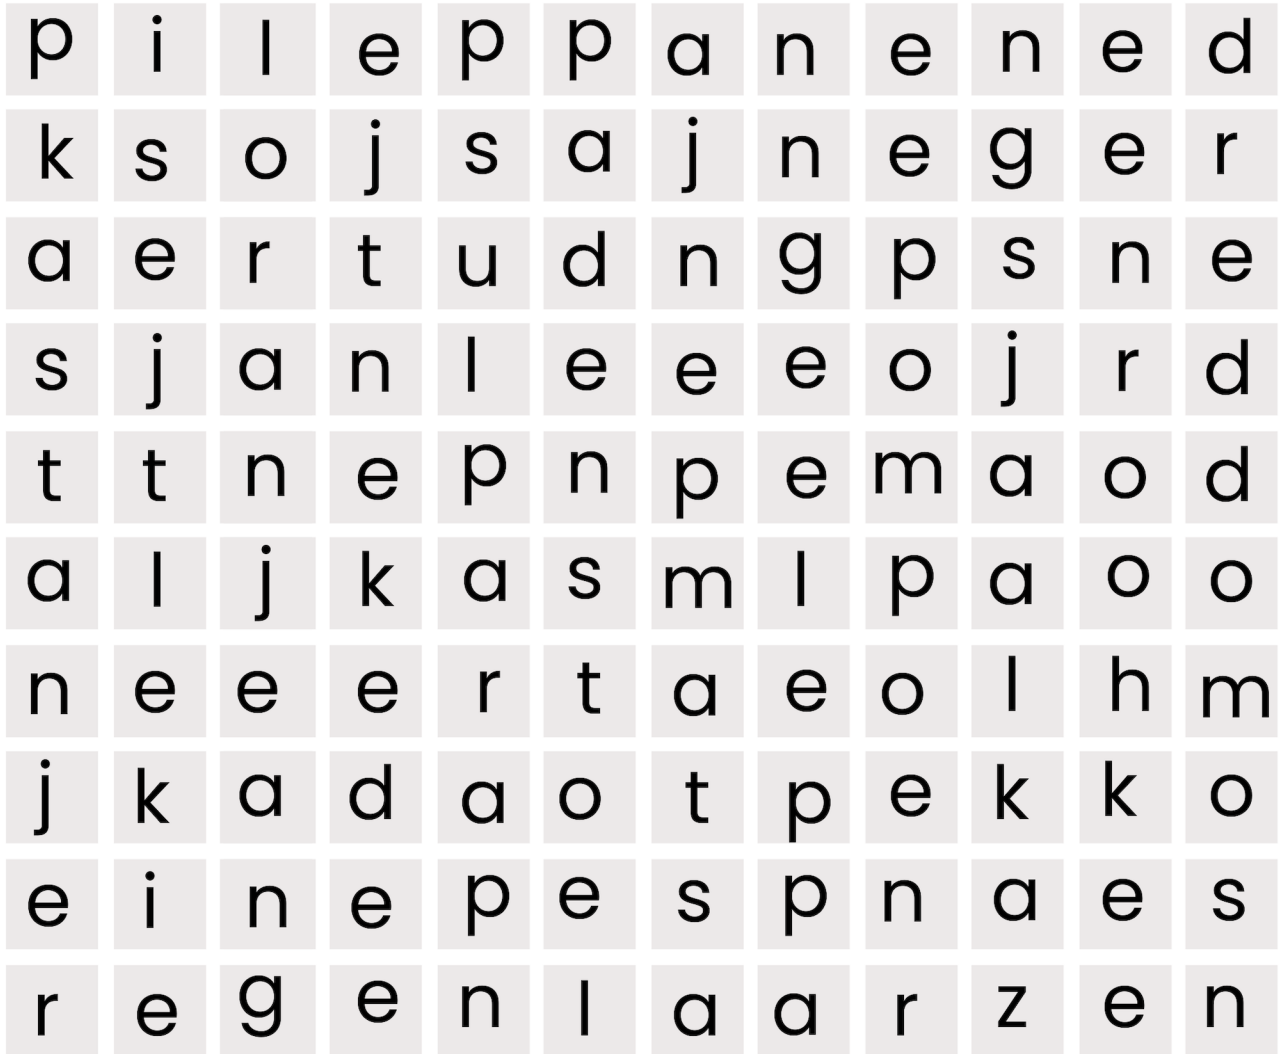 p i l e p p a n e n e d
k s o j s a j n e g e r
a e r t u d n g p s n e
s j a n l e e e o j r d
t t n e p n p e m a o d
a l j k a s m l p a o o
n e e e r t a e o l h m
j k a d a o t p e k k o
e i n e p e s p n a e s
r e g e n l a a r z e n